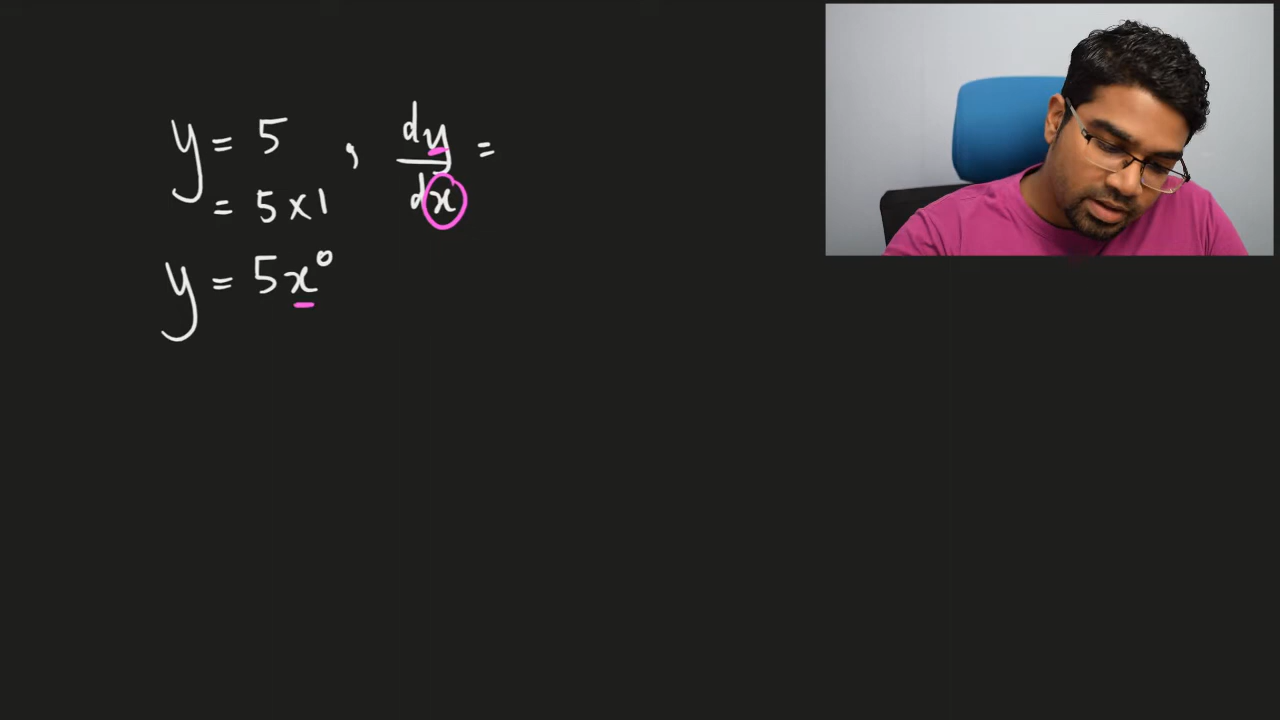 y = 5 , dy/dx =
= 5 × 1
y = 5x⁰